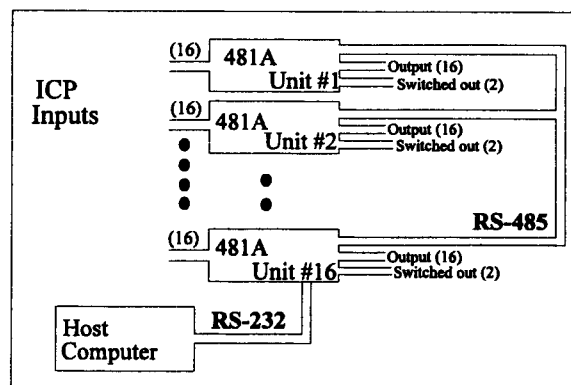 (16)
481A
Unit #1
Output (16)
Switched out (2)
ICP
Inputs
(16)
481A
Unit #2
Output (16)
Switched out (2)
RS-485
(16)
481A
Unit #16
Output (16)
Switched out (2)
RS-232
Host
Computer